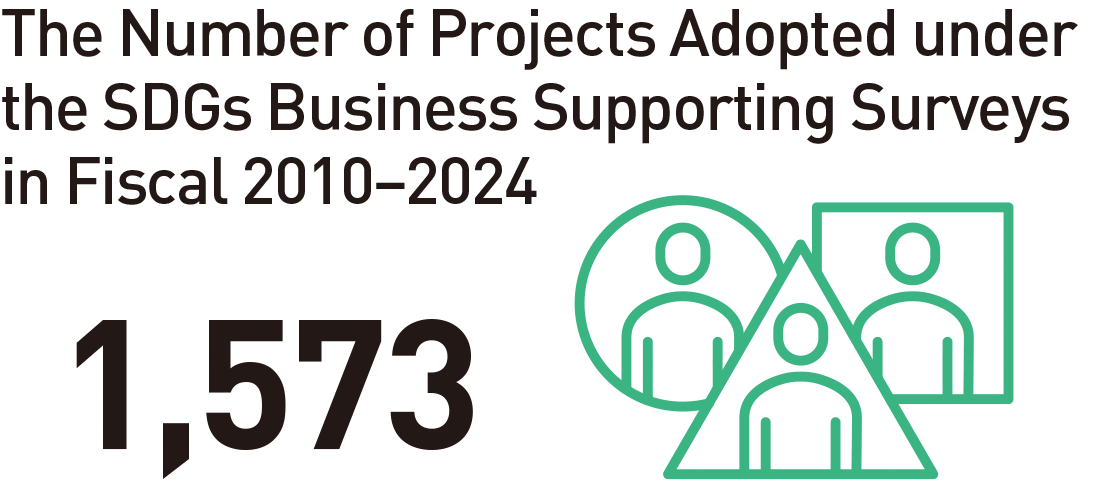 The Number of Projects Adopted under
the SDGs Business Supporting Surveys
in Fiscal 2010–2024
1,573